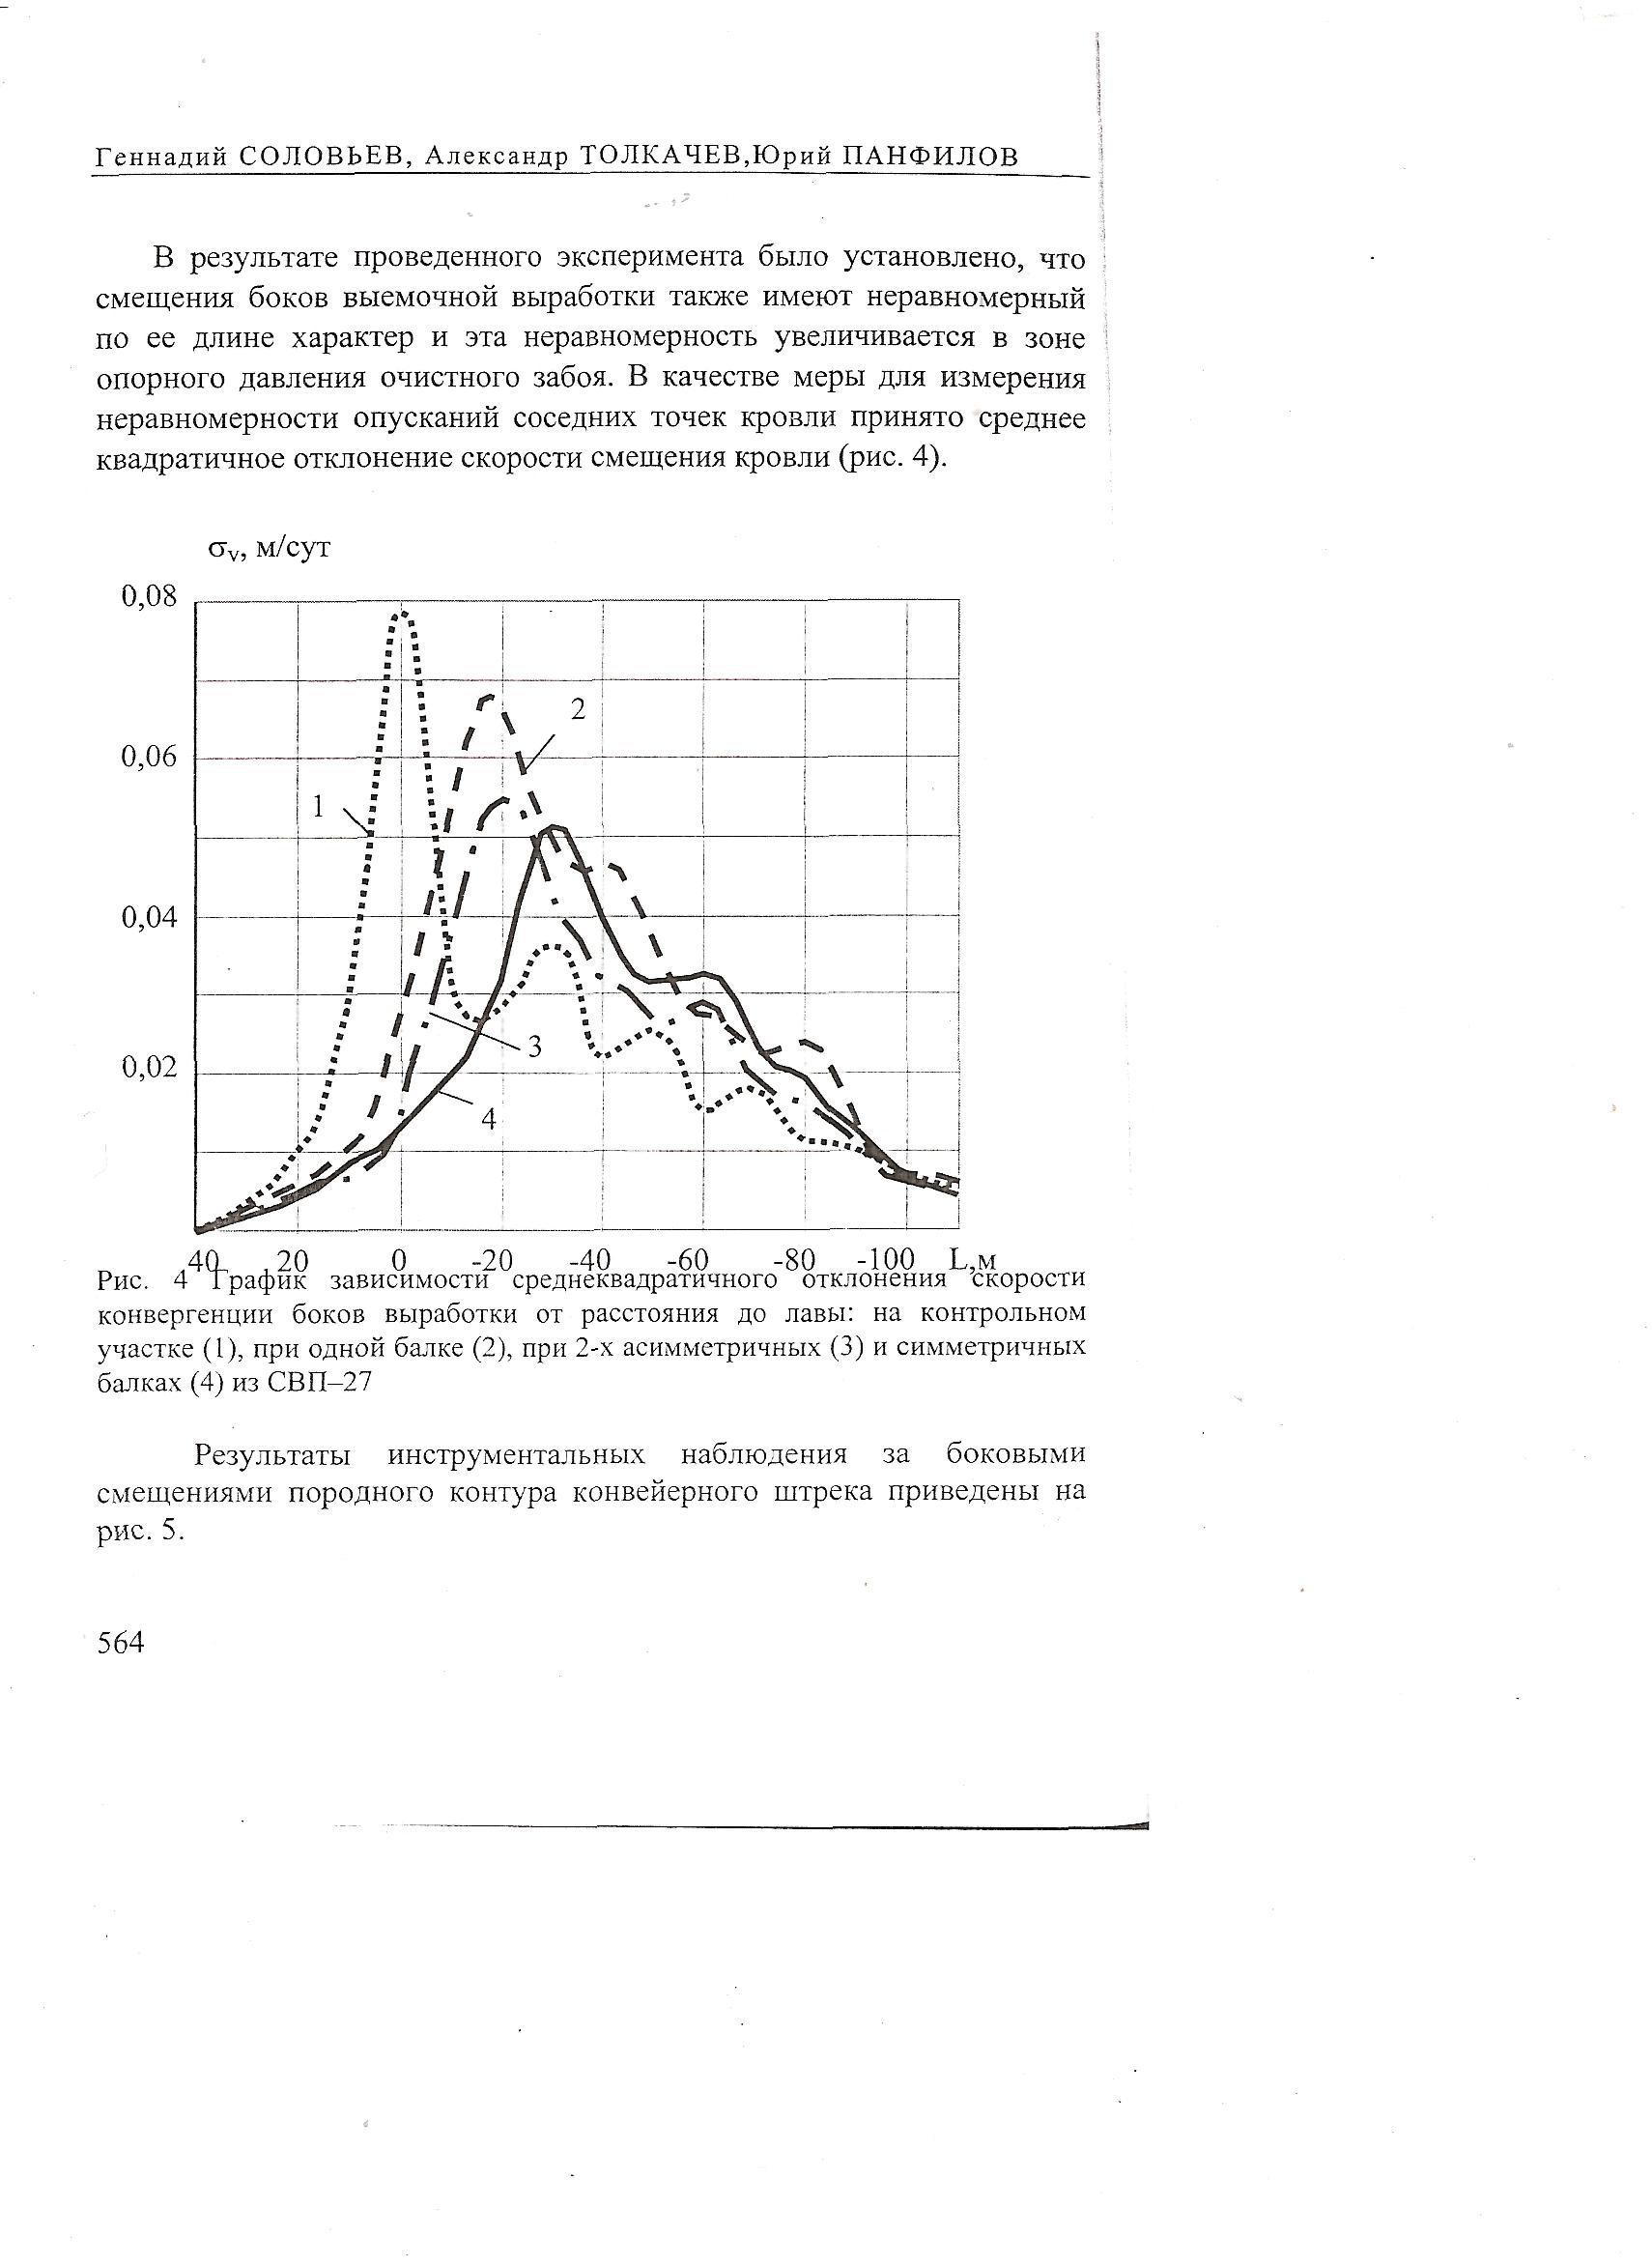 Геннадий СОЛОВЬЕВ, Александр ТОЛКАЧЕВ,Юрий ПАНФИЛОВ
В результате проведенного эксперимента было установлено, что
смещения боков выемочной выработки также имеют неравномерный
по ее длине характер и эта неравномерность увеличивается в зоне
опорного давления очистного забоя. В качестве меры для измерения
неравномерности опусканий соседних точек кровли принято среднее
квадратичное отклонение скорости смещения кровли (рис. 4).
σv, м/сут
0,08
2
0,06
1
0,04
3
0,02
4
40 20 0 -20 -40 -60 -80 -100 L,м
Рис. 4 График зависимости среднеквадратичного отклонения скорости
конвергенции боков выработки от расстояния до лавы: на контрольном
участке (1), при одной балке (2), при 2-х асимметричных (3) и симметричных
балках (4) из СВП–27
Результаты инструментальных наблюдения за боковыми
смещениями породного контура конвейерного штрека приведены на
рис. 5.
564